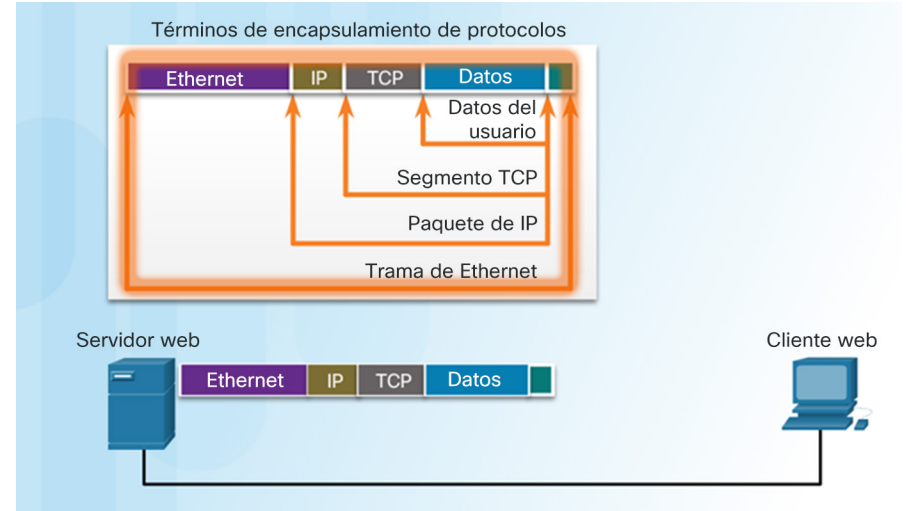 Términos de encapsulamiento de protocolos
Ethernet IP TCP Datos
Datos del
usuario
Segmento TCP
Paquete de IP
Trama de Ethernet
Servidor web
Cliente web
Ethernet IP TCP Datos